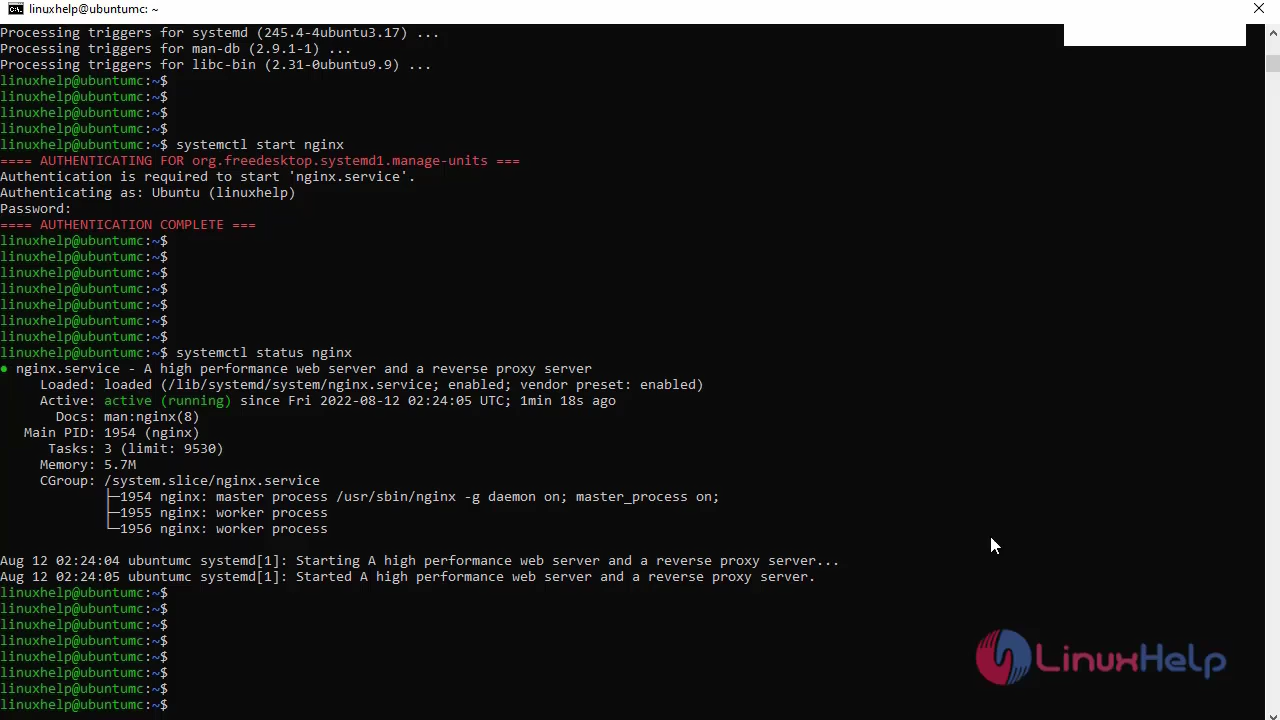 linuxhelp@ubuntumc: ~
Processing triggers for systemd (245.4-4ubuntu3.17) ...
Processing triggers for man-db (2.9.1-1) ...
Processing triggers for libc-bin (2.31-0ubuntu9.9) ...
linuxhelp@ubuntumc:~$
linuxhelp@ubuntumc:~$
linuxhelp@ubuntumc:~$
linuxhelp@ubuntumc:~$
linuxhelp@ubuntumc:~$ systemctl start nginx
==== AUTHENTICATING FOR org.freedesktop.systemd1.manage-units ===
Authentication is required to start 'nginx.service'.
Authenticating as: Ubuntu (linuxhelp)
Password:
==== AUTHENTICATION COMPLETE ===
linuxhelp@ubuntumc:~$
linuxhelp@ubuntumc:~$
linuxhelp@ubuntumc:~$
linuxhelp@ubuntumc:~$
linuxhelp@ubuntumc:~$
linuxhelp@ubuntumc:~$
linuxhelp@ubuntumc:~$
linuxhelp@ubuntumc:~$ systemctl status nginx
● nginx.service - A high performance web server and a reverse proxy server
Loaded: loaded (/lib/systemd/system/nginx.service; enabled; vendor preset: enabled)
Active: active (running) since Fri 2022-08-12 02:24:05 UTC; 1min 18s ago
Docs: man:nginx(8)
Main PID: 1954 (nginx)
Tasks: 3 (limit: 9530)
Memory: 5.7M
CGroup: /system.slice/nginx.service
├─1954 nginx: master process /usr/sbin/nginx -g daemon on; master_process on;
├─1955 nginx: worker process
└─1956 nginx: worker process
Aug 12 02:24:04 ubuntumc systemd[1]: Starting A high performance web server and a reverse proxy server...
Aug 12 02:24:05 ubuntumc systemd[1]: Started A high performance web server and a reverse proxy server.
linuxhelp@ubuntumc:~$
linuxhelp@ubuntumc:~$
linuxhelp@ubuntumc:~$
linuxhelp@ubuntumc:~$
linuxhelp@ubuntumc:~$
linuxhelp@ubuntumc:~$
linuxhelp@ubuntumc:~$
linuxhelp@ubuntumc:~$
LinuxHelp